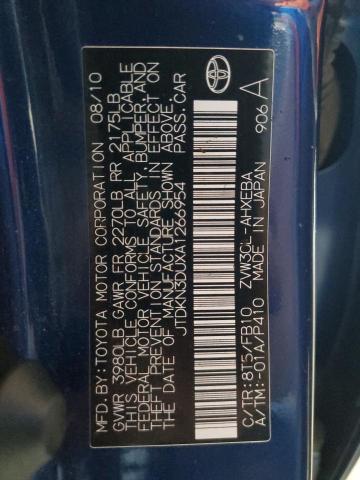 MFD. BY: TOYOTA MOTOR CORPORATION 08/10
GVWR 3980LB GAWR FR 2270LB RR 2175LB
THIS VEHICLE CONFORMS TO ALL APPLICABLE
FEDERAL MOTOR VEHICLE SAFETY, BUMPER, AND
THEFT PREVENTION STANDARDS IN EFFECT ON
THE DATE OF MANUFACTURE SHOWN ABOVE.
JTDKN3DUXA1266954 PASS. CAR
C/TR: 8T5/FB10 ZVW30L-AHXEBA
A/TM: -01A/P410 MADE IN JAPAN
TOYOTA
906 A